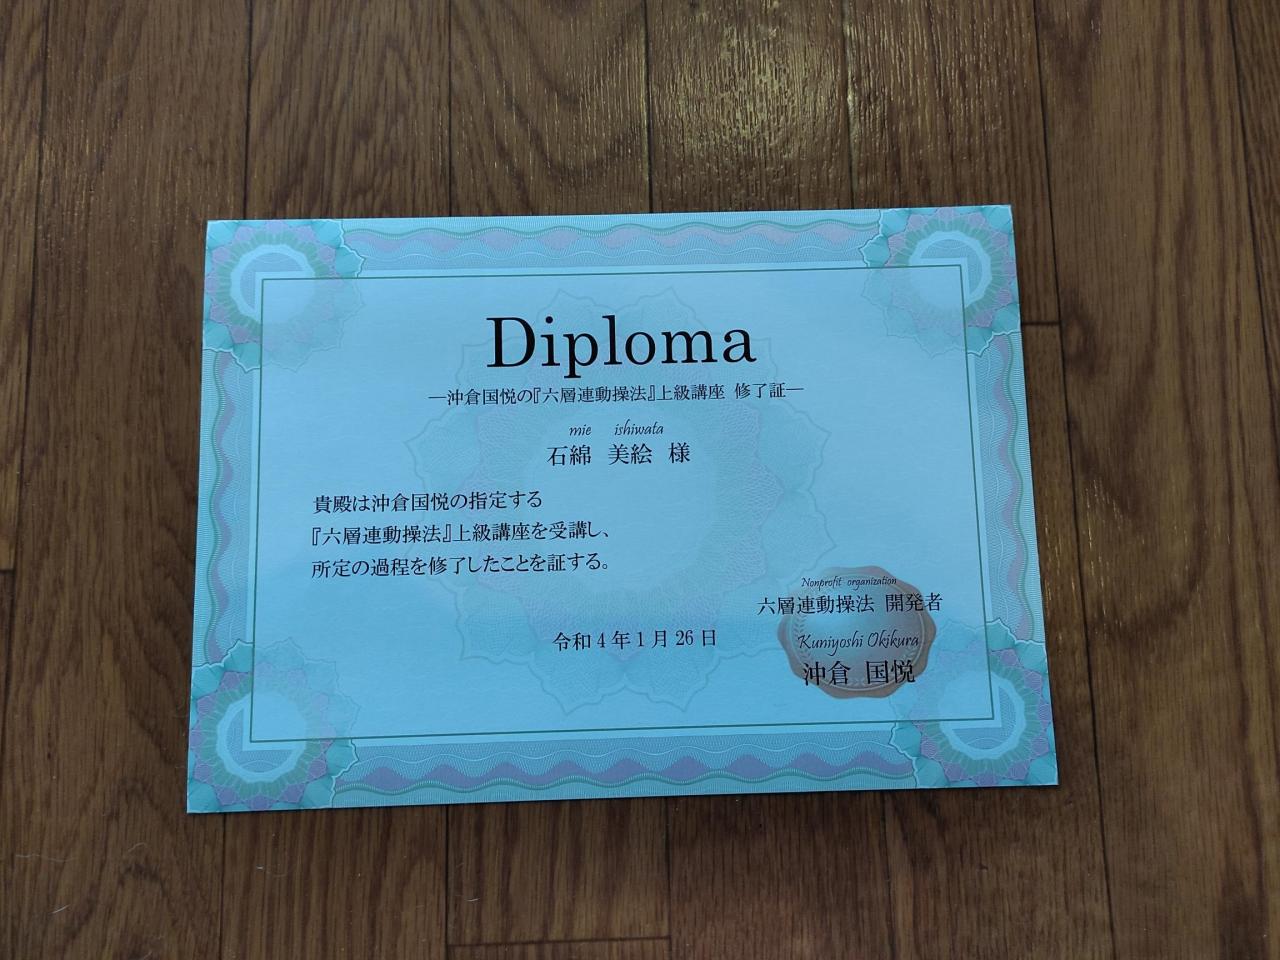 Diploma
―沖倉国悦の『六層連動操法』上級講座 修了証―
mie ishiwata
石綿 美絵 様
貴殿は沖倉国悦の指定する
『六層連動操法』上級講座を受講し、
所定の過程を修了したことを証する。
令和4年1月26日
Nonprofit organization
六層連動操法 開発者
Kuniyoshi Okikura
沖倉 国悦